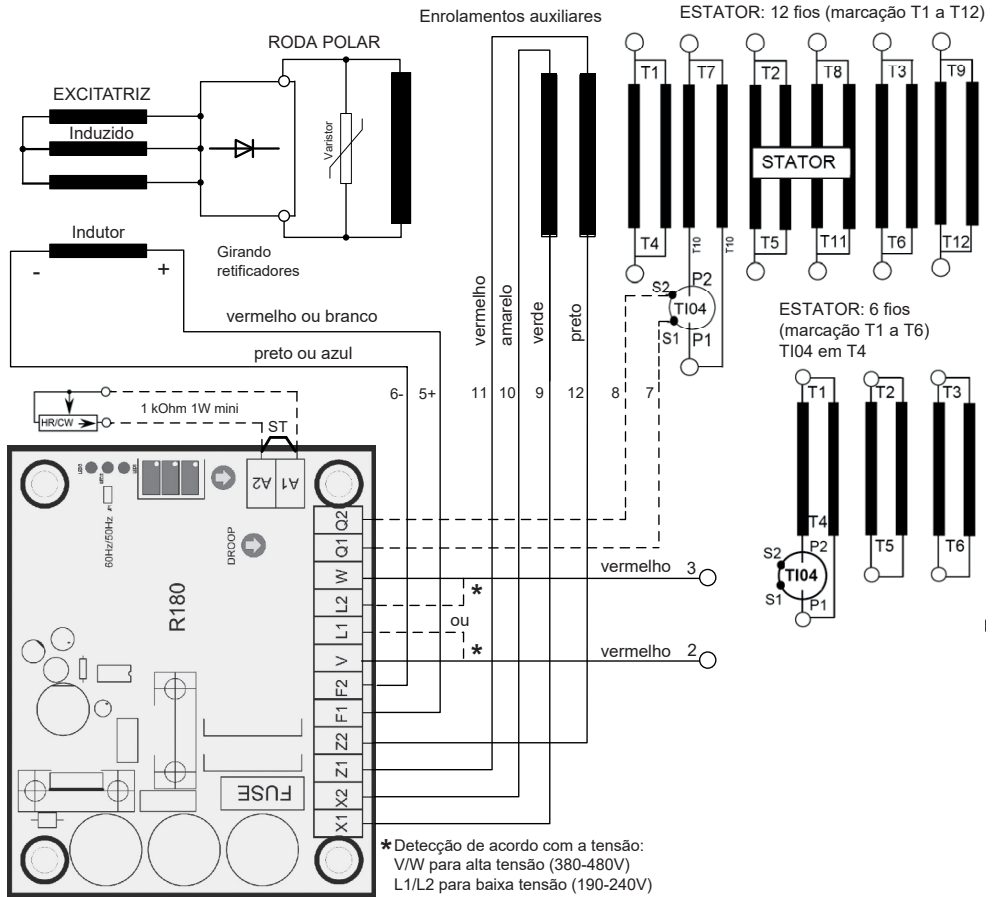 Enrolamentos auxiliares
ESTATOR: 12 fios (marcação T1 a T12)
RODA POLAR
EXCITATRIZ
Induzido
Varistor
Indutor
-
+
Girando
retificadores
T1
T7
T2
T8
T3
T9
STATOR
T4
T10
T10
T5
T11
T6
T12
S2
P2
TI04
S1
P1
ESTATOR: 6 fios
(marcação T1 a T6)
TI04 em T4
T1
T2
T3
T4
T5
T6
S2
P2
TI04
S1
P1
vermelho ou branco
preto ou azul
vermelho
amarelo
verde
preto
6-
5+
11
10
9
12
8
7
1 kOhm 1W mini
HR/CW
ST
A2
A1
60Hz/50Hz
DROOP
R180
FUSE
Q2
Q1
W
L2
L1
V
F2
F1
Z2
Z1
X2
X1
vermelho
3
*
ou
*
vermelho
2
* Detecção de acordo com a tensão:
V/W para alta tensão (380-480V)
L1/L2 para baixa tensão (190-240V)